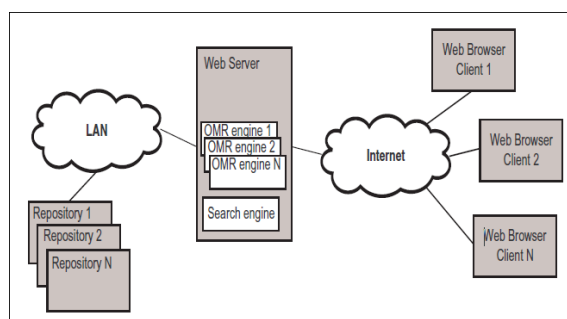 Web Browser
Client 1
Web Server
LAN
OMR engine 1
OMR engine 2
OMR engine N
Internet
Web Browser
Client 2
Search engine
Repository 1
Repository 2
Repository N
Web Browser
Client N